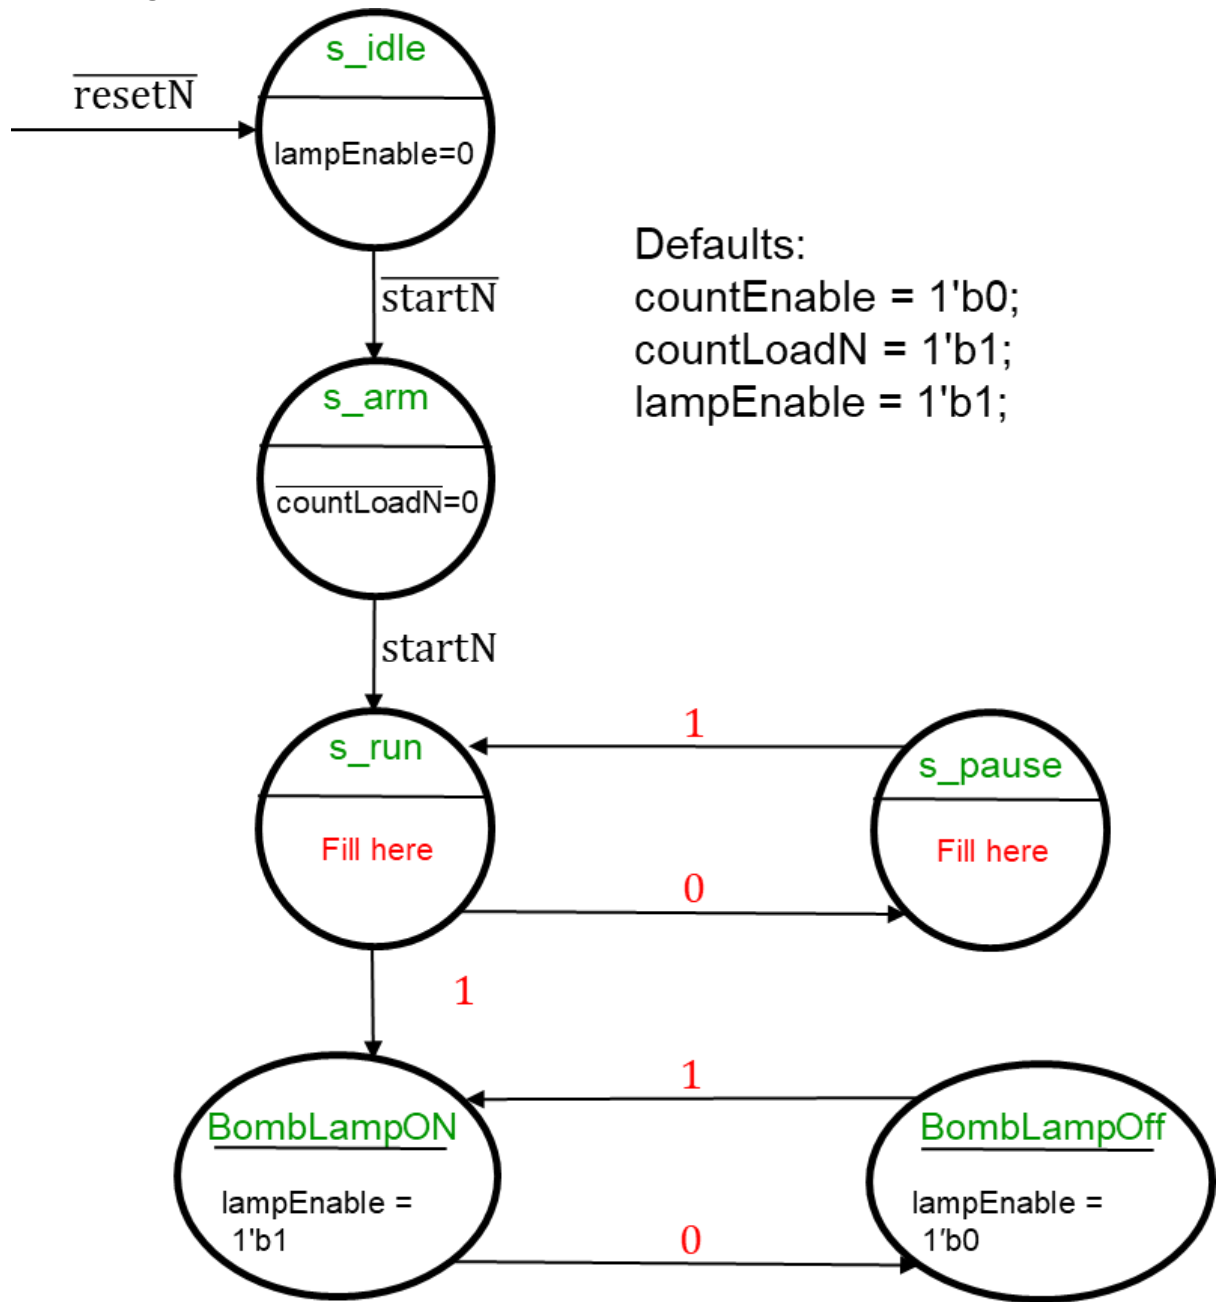 s_idle
resetN
lampEnable=0
Defaults:
countEnable = 1'b0;
countLoadN = 1'b1;
lampEnable = 1'b1;
startN
s_arm
countLoadN=0
startN
s_run
1
s_pause
Fill here
Fill here
0
1
BombLampON
1
BombLampOff
lampEnable =
1'b1
lampEnable =
1'b0
0